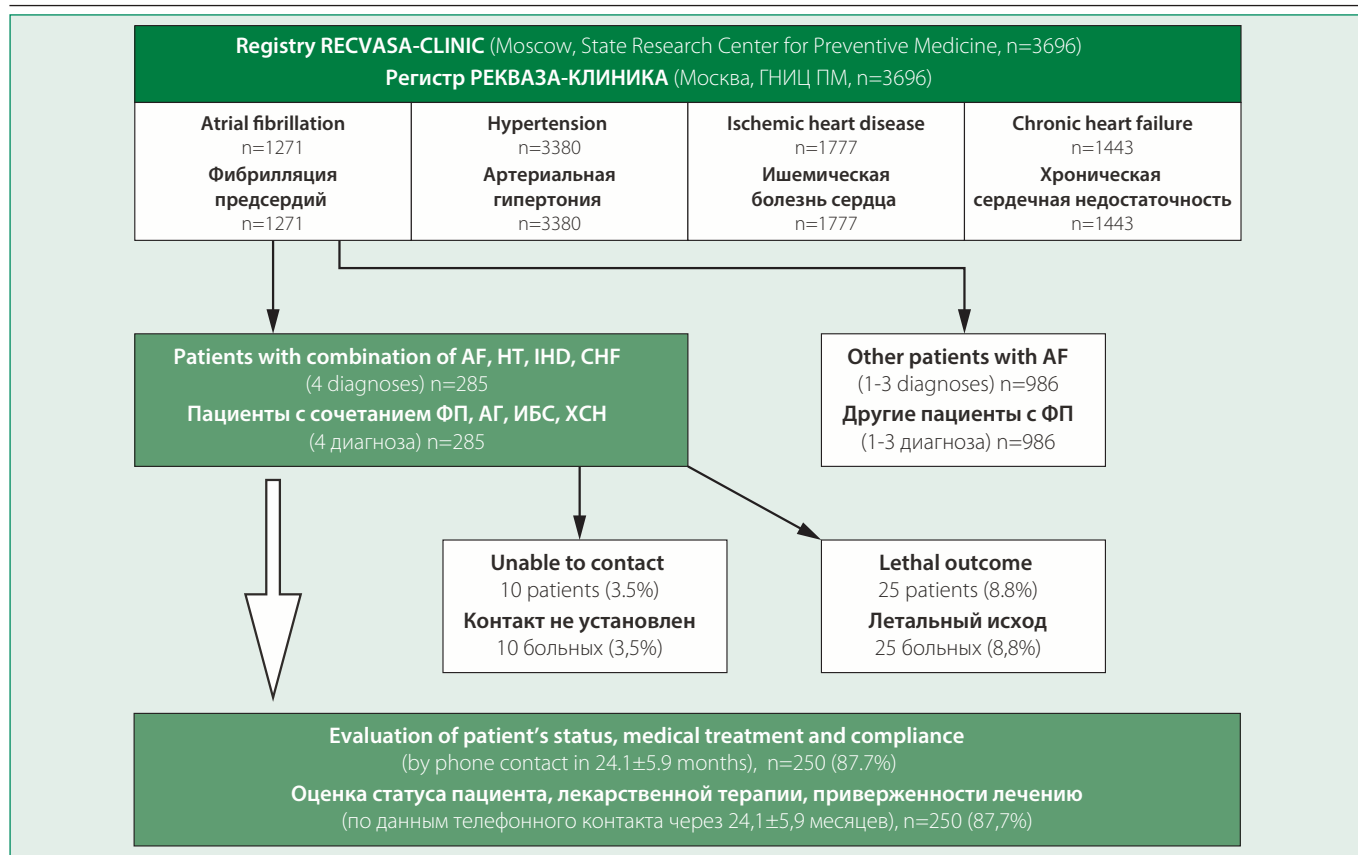 Registry RECVASA-CLINIC (Moscow, State Research Center for Preventive Medicine, n=3696)
Регистр РЕКВАЗА-КЛИНИКА (Москва, ГНИЦ ПМ, n=3696)
Atrial fibrillation
n=1271
Фибрилляция
предсердий
n=1271
Hypertension
n=3380
Артериальная
гипертония
n=3380
Ischemic heart disease
n=1777
Ишемическая
болезнь сердца
n=1777
Chronic heart failure
n=1443
Хроническая
сердечная недостаточность
n=1443
Patients with combination of AF, HT, IHD, CHF
(4 diagnoses) n=285
Пациенты с сочетанием ФП, АГ, ИБС, ХСН
(4 диагноза) n=285
Other patients with AF
(1-3 diagnoses) n=986
Другие пациенты с ФП
(1-3 диагноза) n=986
Unable to contact
10 patients (3.5%)
Контакт не установлен
10 больных (3,5%)
Lethal outcome
25 patients (8.8%)
Летальный исход
25 больных (8,8%)
Evaluation of patient’s status, medical treatment and compliance
(by phone contact in 24.1±5.9 months), n=250 (87.7%)
Оценка статуса пациента, лекарственной терапии, приверженности лечению
(по данным телефонного контакта через 24,1±5,9 месяцев), n=250 (87,7%)